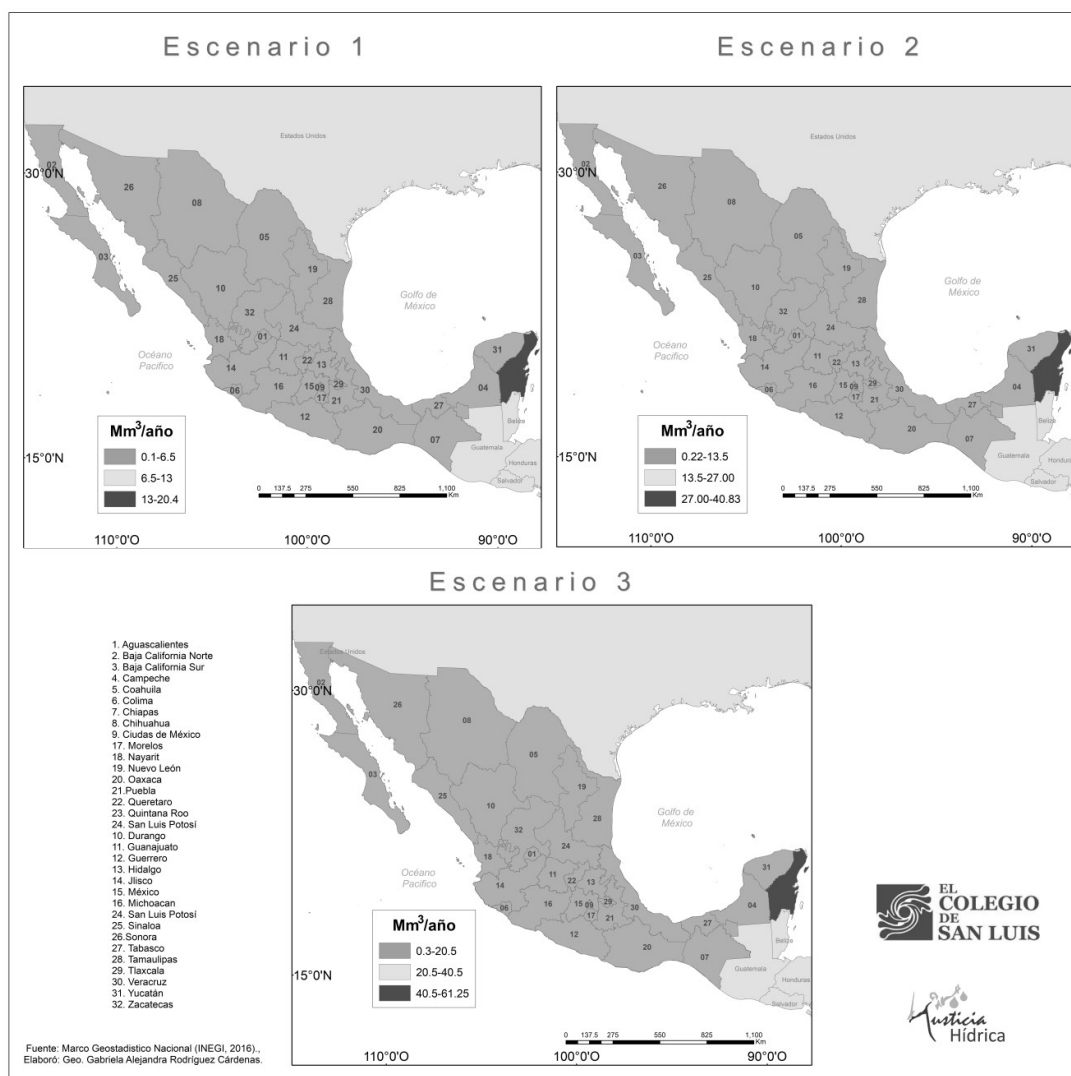 Escenario 1
Estados Unidos
30°0'N
02
26
08
05
03
25
10
19
28
Golfo de
México
32
24
18
01
Océano
Pacífico
14
11
22
13
31
06
16
15
09
29
30
17
21
04
27
12
20
07
Belize
Guatemala
Honduras
Salvador
15°0'N
Mm³/año
0.1-6.5
6.5-13
13-20.4
0 137.5 275 550 825 1,100
Km
110°0'O 100°0'O 90°0'O
Escenario 2
Estados Unidos
30°0'N
02
26
08
05
03
25
10
19
28
Golfo de
México
32
24
18
01
Océano
Pacífico
14
11
22
13
31
06
16
15
09
29
30
17
21
04
27
12
20
07
Belize
Guatemala
Honduras
Salvador
15°0'N
Mm³/año
0.22-13.5
13.5-27.00
27.00-40.83
0 137.5 275 550 825 1,100
Km
110°0'O 100°0'O 90°0'O
Escenario 3
Estados Unidos
30°0'N
02
26
08
05
03
25
10
19
28
Golfo de
México
32
24
18
01
Océano
Pacífico
14
11
22
13
31
06
16
15
09
29
30
17
21
04
27
12
20
07
Belize
Guatemala
Honduras
Salvador
15°0'N
Mm³/año
0.3-20.5
20.5-40.5
40.5-61.25
0 137.5 275 550 825 1,100
Km
110°0'O 100°0'O 90°0'O
1. Aguascalientes
2. Baja California Norte
3. Baja California Sur
4. Campeche
5. Coahuila
6. Colima
7. Chiapas
8. Chihuahua
9. Ciudas de México
17. Morelos
18. Nayarit
19. Nuevo León
20. Oaxaca
21.Puebla
22. Queretaro
23. Quintana Roo
24. San Luis Potosí
10. Durango
11. Guanajuato
12. Guerrero
13. Hidalgo
14. Jlisco
15. México
16. Michoacan
24. San Luis Potosí
25. Sinaloa
26.Sonora
27. Tabasco
28. Tamaulipas
29. Tlaxcala
30. Veracruz
31. Yucatán
32. Zacatecas
Fuente: Marco Geostadistico Nacional (INEGI, 2016).,
Elaboró: Geo. Gabriela Alejandra Rodríguez Cárdenas.
EL
COLEGIO
DE
SAN LUIS
Justicia
Hídrica